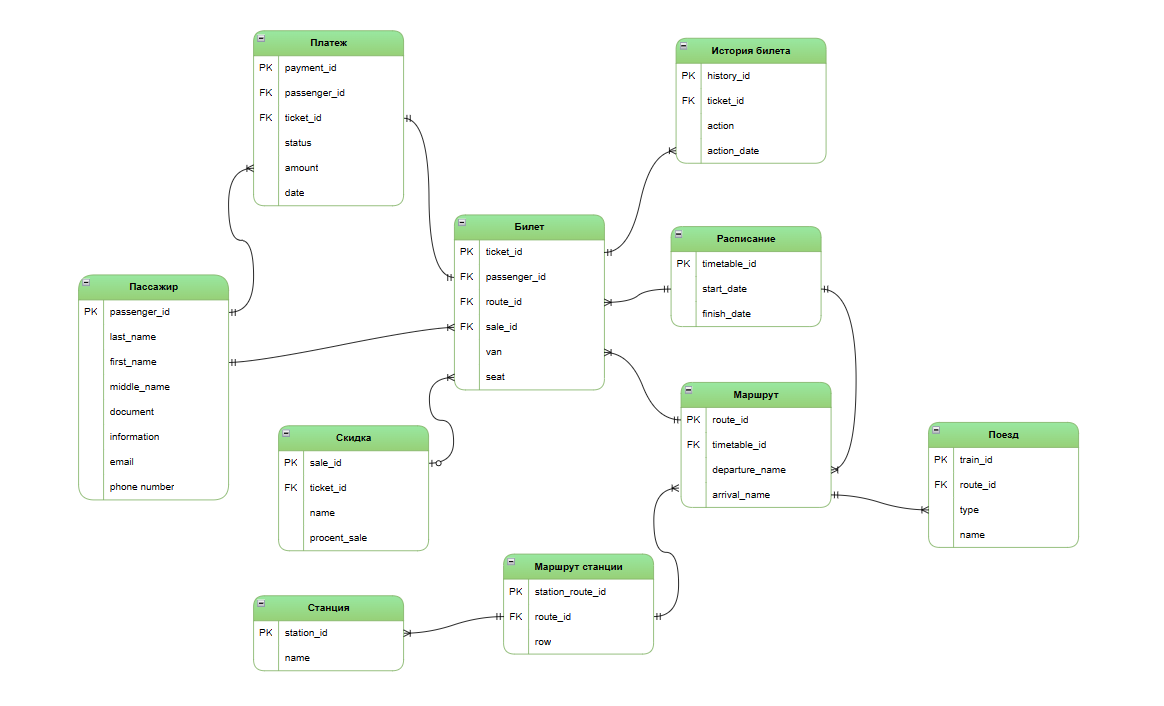 Платеж
PK payment_id
FK passenger_id
FK ticket_id
status
amount
date
История билета
PK history_id
FK ticket_id
action
action_date
Билет
PK ticket_id
FK passenger_id
FK route_id
FK sale_id
van
seat
Расписание
PK timetable_id
start_date
finish_date
Пассажир
PK passenger_id
last_name
first_name
middle_name
document
information
email
phone number
Маршрут
PK route_id
FK timetable_id
departure_name
arrival_name
Поезд
PK train_id
FK route_id
type
name
Скидка
PK sale_id
FK ticket_id
name
procent_sale
Маршрут станции
PK station_route_id
FK route_id
row
Станция
PK station_id
name